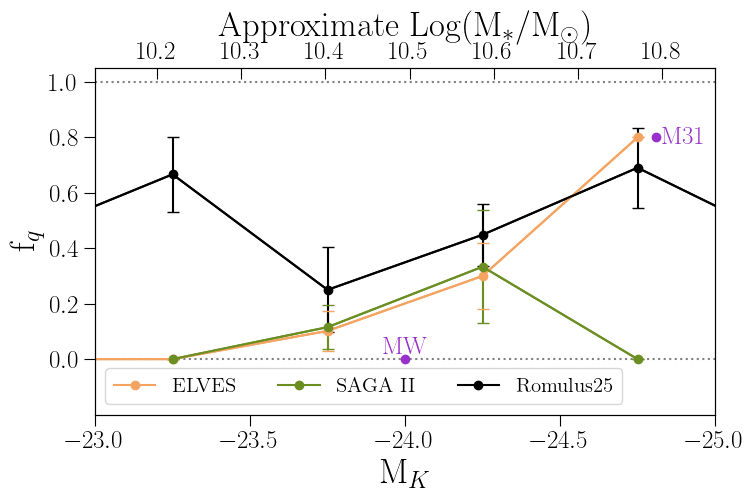 Approximate Log(M*/M☉)
10.2 10.3 10.4 10.5 10.6 10.7 10.8
1.0
M31
0.8
0.6
f_q
0.4
0.2
MW
0.0
ELVES SAGA II Romulus25
−23.0 −23.5 −24.0 −24.5 −25.0
M_K